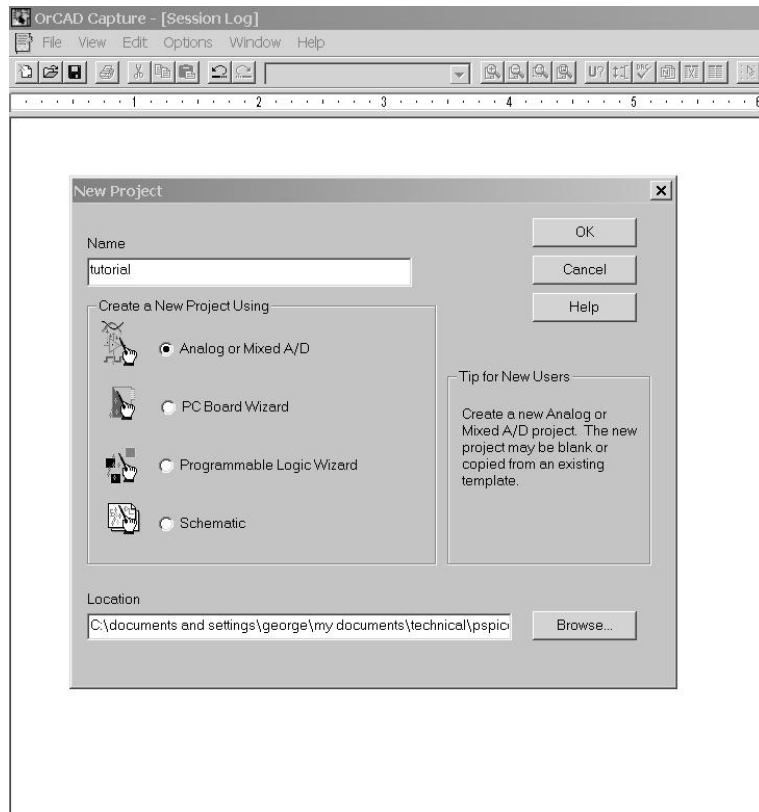 OrCAD Capture - [Session Log]
File View Edit Options Window Help
U?
DRC
1 2 3 4 5 6
New Project
Name
tutorial
OK
Cancel
Help
Create a New Project Using
Analog or Mixed A/D
PC Board Wizard
Programmable Logic Wizard
Schematic
Tip for New Users
Create a new Analog or
Mixed A/D project. The new
project may be blank or
copied from an existing
template.
Location
C:\documents and settings\george\my documents\technical\pspic
Browse...